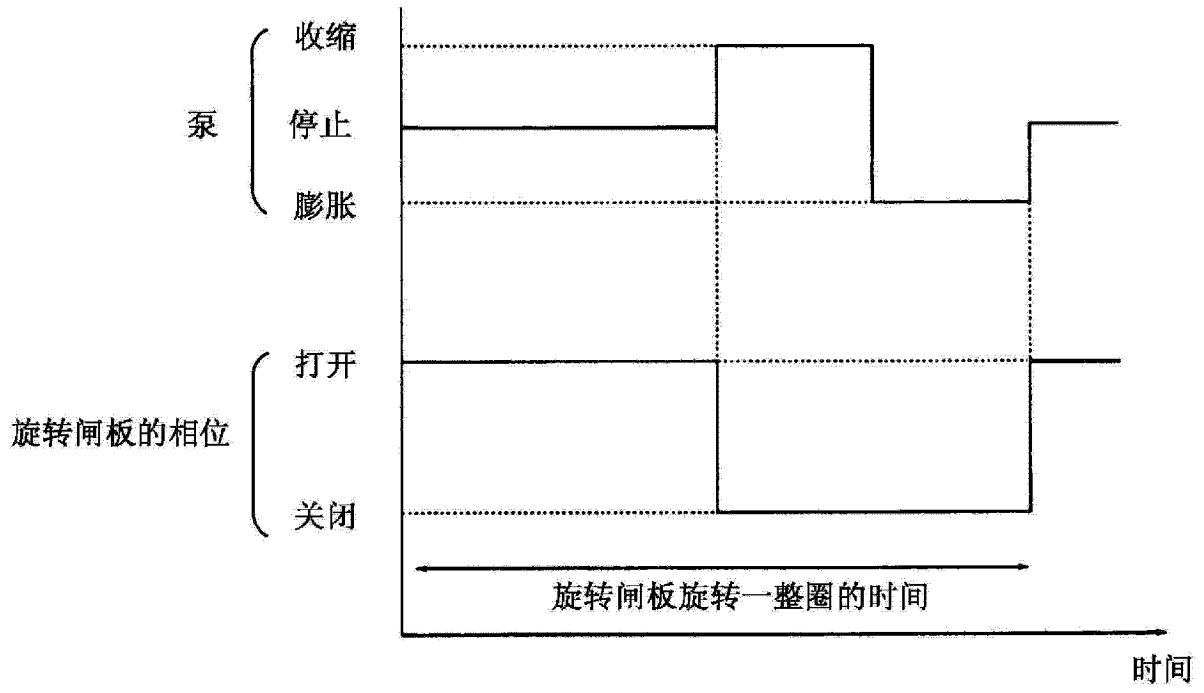 收缩
泵
停止
膨胀
打开
旋转闸板的相位
关闭
旋转闸板旋转一整圈的时间
时间